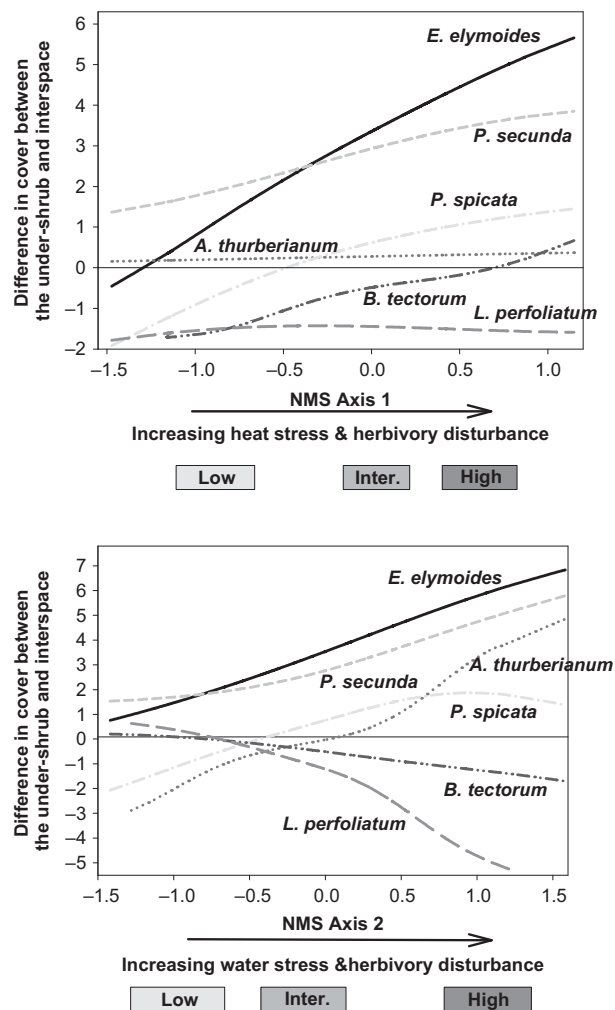 Difference in cover between
the under-shrub and interspace
6
5
4
3
2
1
0
–1
–2
E. elymoides
P. secunda
P. spicata
A. thurberianum
B. tectorum
L. perfoliatum
–1.5 –1.0 –0.5 0.0 0.5 1.0
NMS Axis 1
Increasing heat stress & herbivory disturbance
Low Inter. High
Difference in cover between
the under-shrub and interspace
7
6
5
4
3
2
1
0
–1
–2
–3
–4
–5
E. elymoides
A. thurberianum
P. secunda
P. spicata
B. tectorum
L. perfoliatum
–1.5 –1.0 –0.5 0.0 0.5 1.0 1.5
NMS Axis 2
Increasing water stress &herbivory disturbance
Low Inter. High